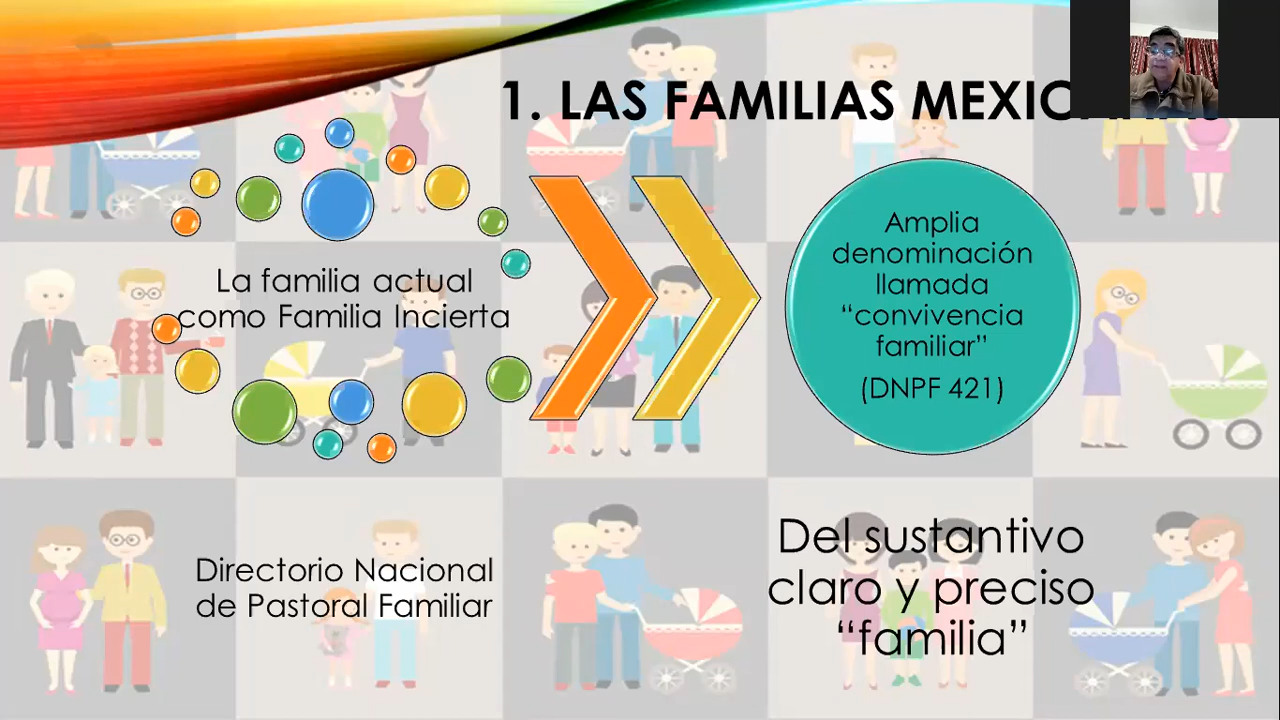 1. LAS FAMILIAS MEXICANAS
La familia actual
como Familia Incierta
Amplia
denominación
llamada
“convivencia
familiar”
(DNPF 421)
Directorio Nacional
de Pastoral Familiar
Del sustantivo
claro y preciso
“familia”